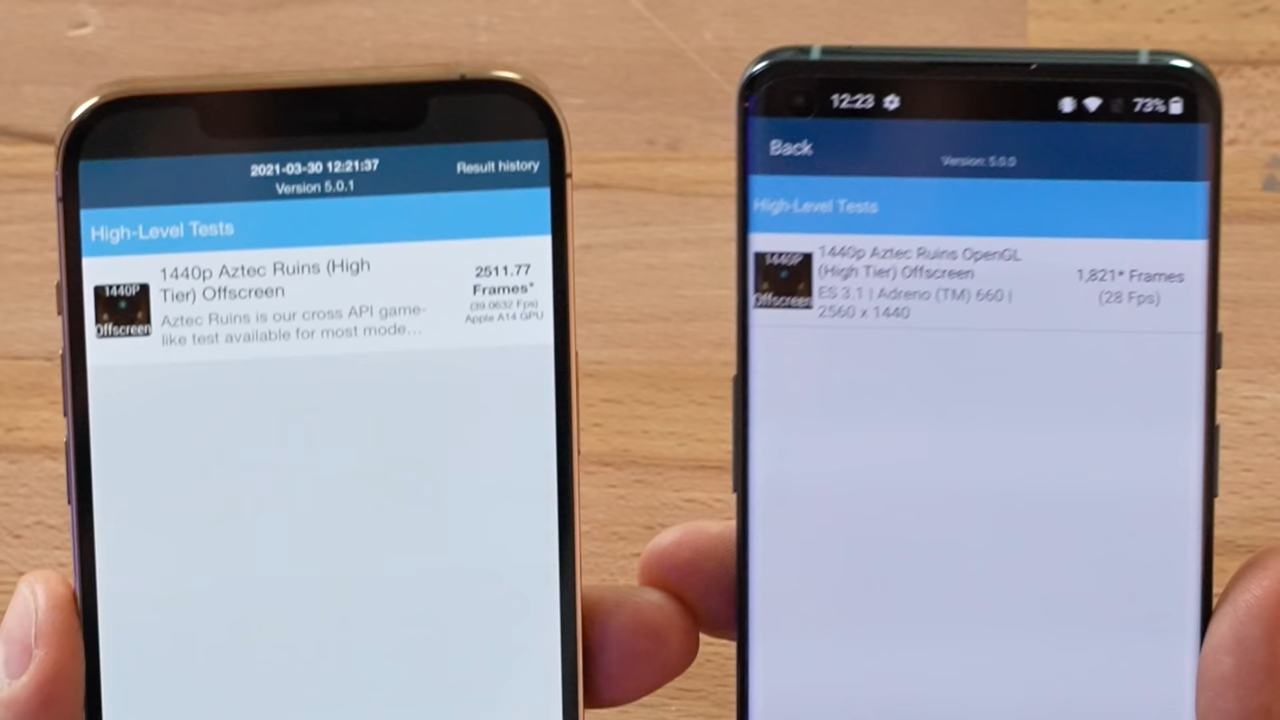 2021-03-30 12:21:37
Result history
Version 5.0.1
High-Level Tests
1440P
Offscreen
1440p Aztec Ruins (High
Tier) Offscreen
Aztec Ruins is our cross API game-
like test available for most mode...
2511.77
Frames*
(39.0632 Fps)
Apple A14 GPU
12:23
73%
Back
Version: 5.0.0
High-Level Tests
1440P
Offscreen
1440p Aztec Ruins OpenGL
(High Tier) Offscreen
ES 3.1 | Adreno (TM) 660 |
2560 x 1440
1,821* Frames
(28 Fps)